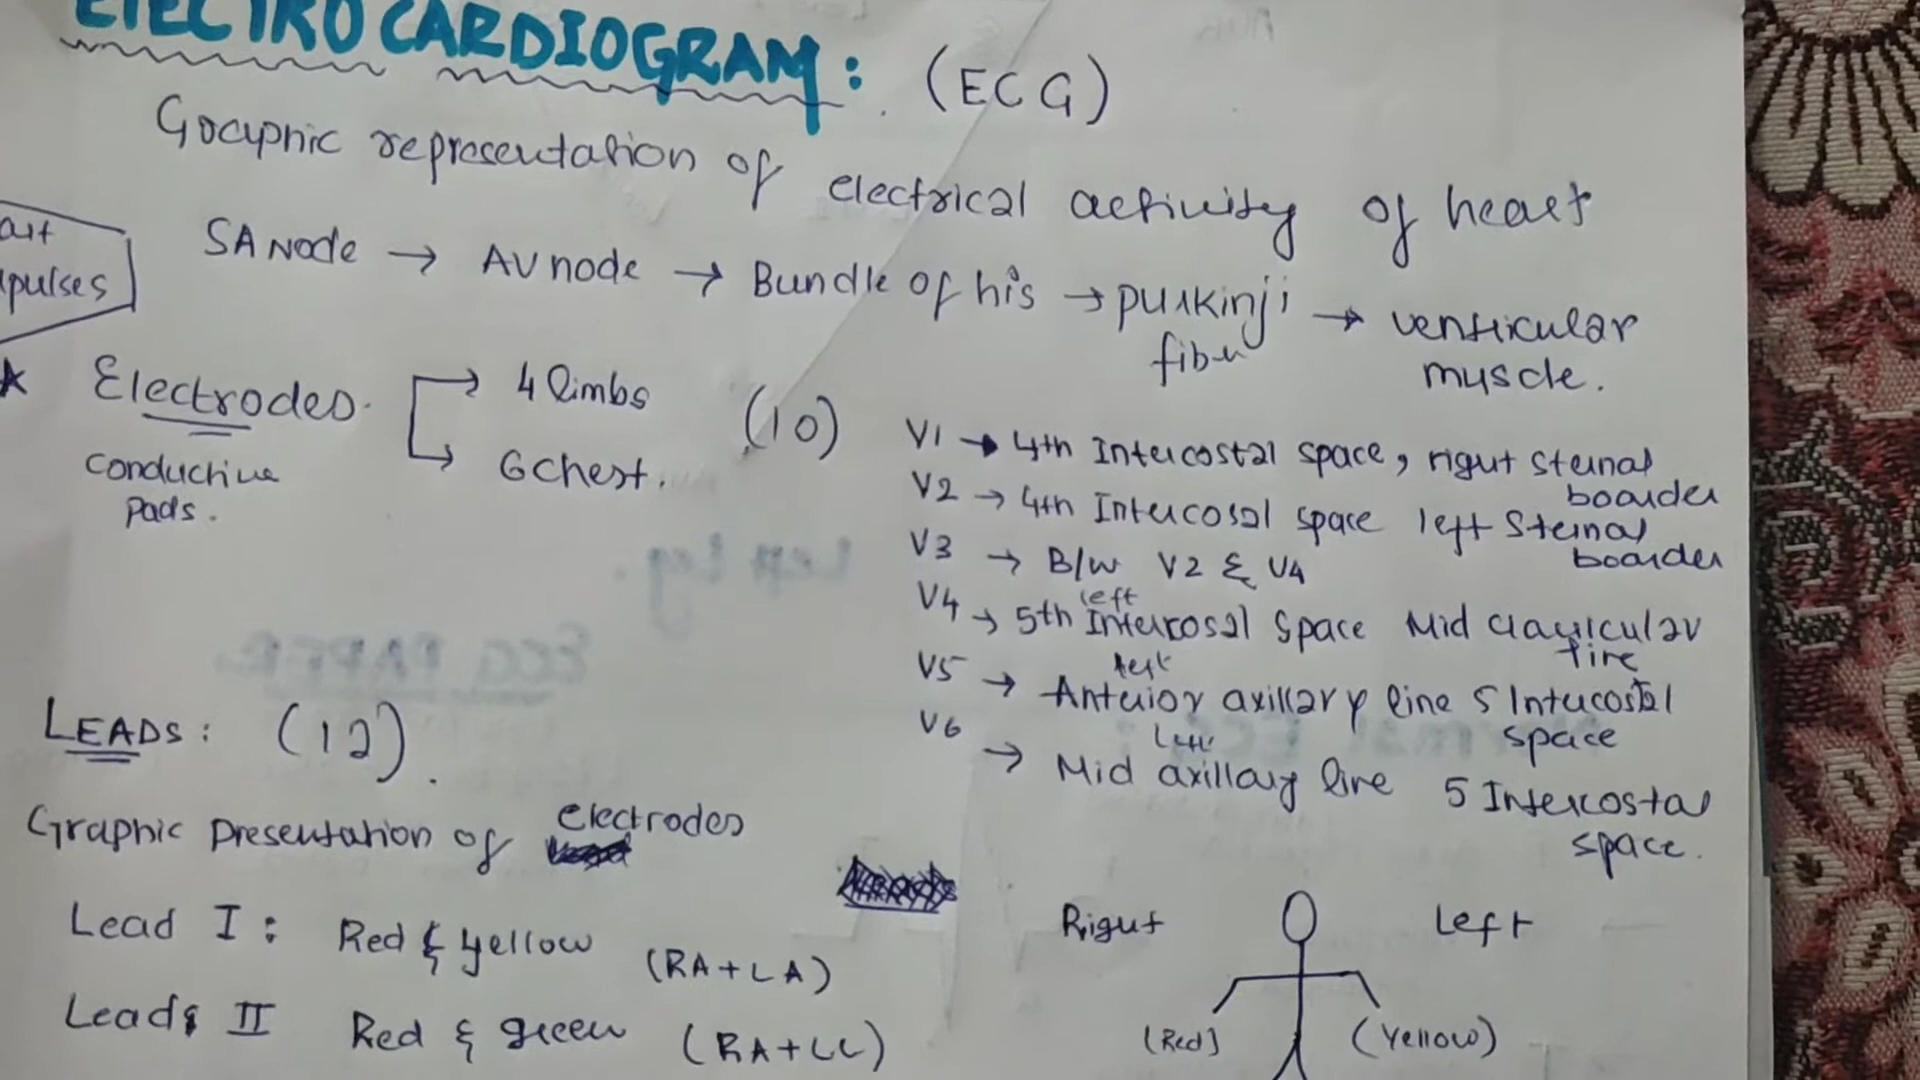 ELECTROCARDIOGRAM: (ECG)
Graphic representation of electrical activity of heart
pulses
SA Node → AV node → Bundle of his → purkinji fiber → ventricular muscle.
Electrodes
→ 4 limbs
→ 6 chest.
(10)
conductive
Pads.
V1 → 4th Intercostal space, right sternal boarder
V2 → 4th Intercosal space left sternal boarder
V3 → B/w V2 & V4
V4 → 5th left Intercosal space Mid clavicular line
V5 → left Anterior axillary line 5 Intercostal space
V6 → left Mid axillary line 5 Intercostal space.
LEADS: (12).
Graphic presentation of electrodes
Lead I: Red & yellow (RA+LA)
Leads II Red & green (RA+LL)
Right
Left
(Red)
(Yellow)